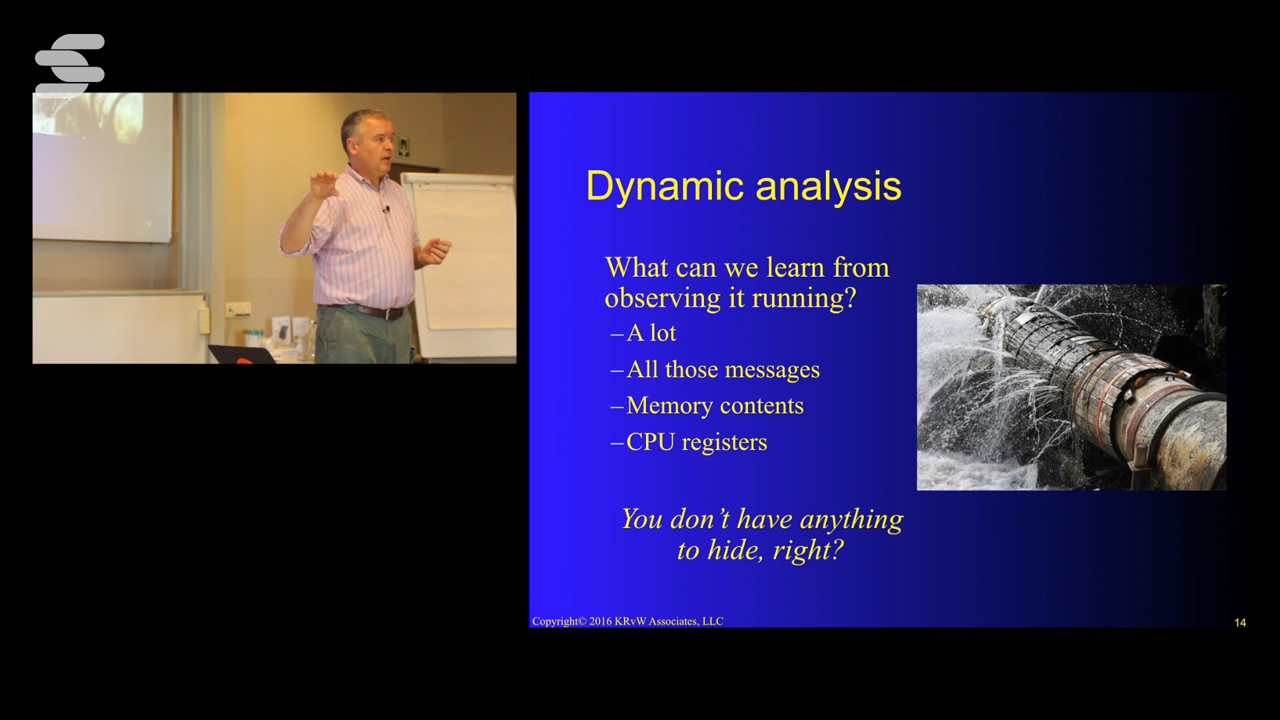 Dynamic analysis
What can we learn from
observing it running?
–A lot
–All those messages
–Memory contents
–CPU registers
You don’t have anything
to hide, right?
Copyright© 2016 KRvW Associates, LLC
14